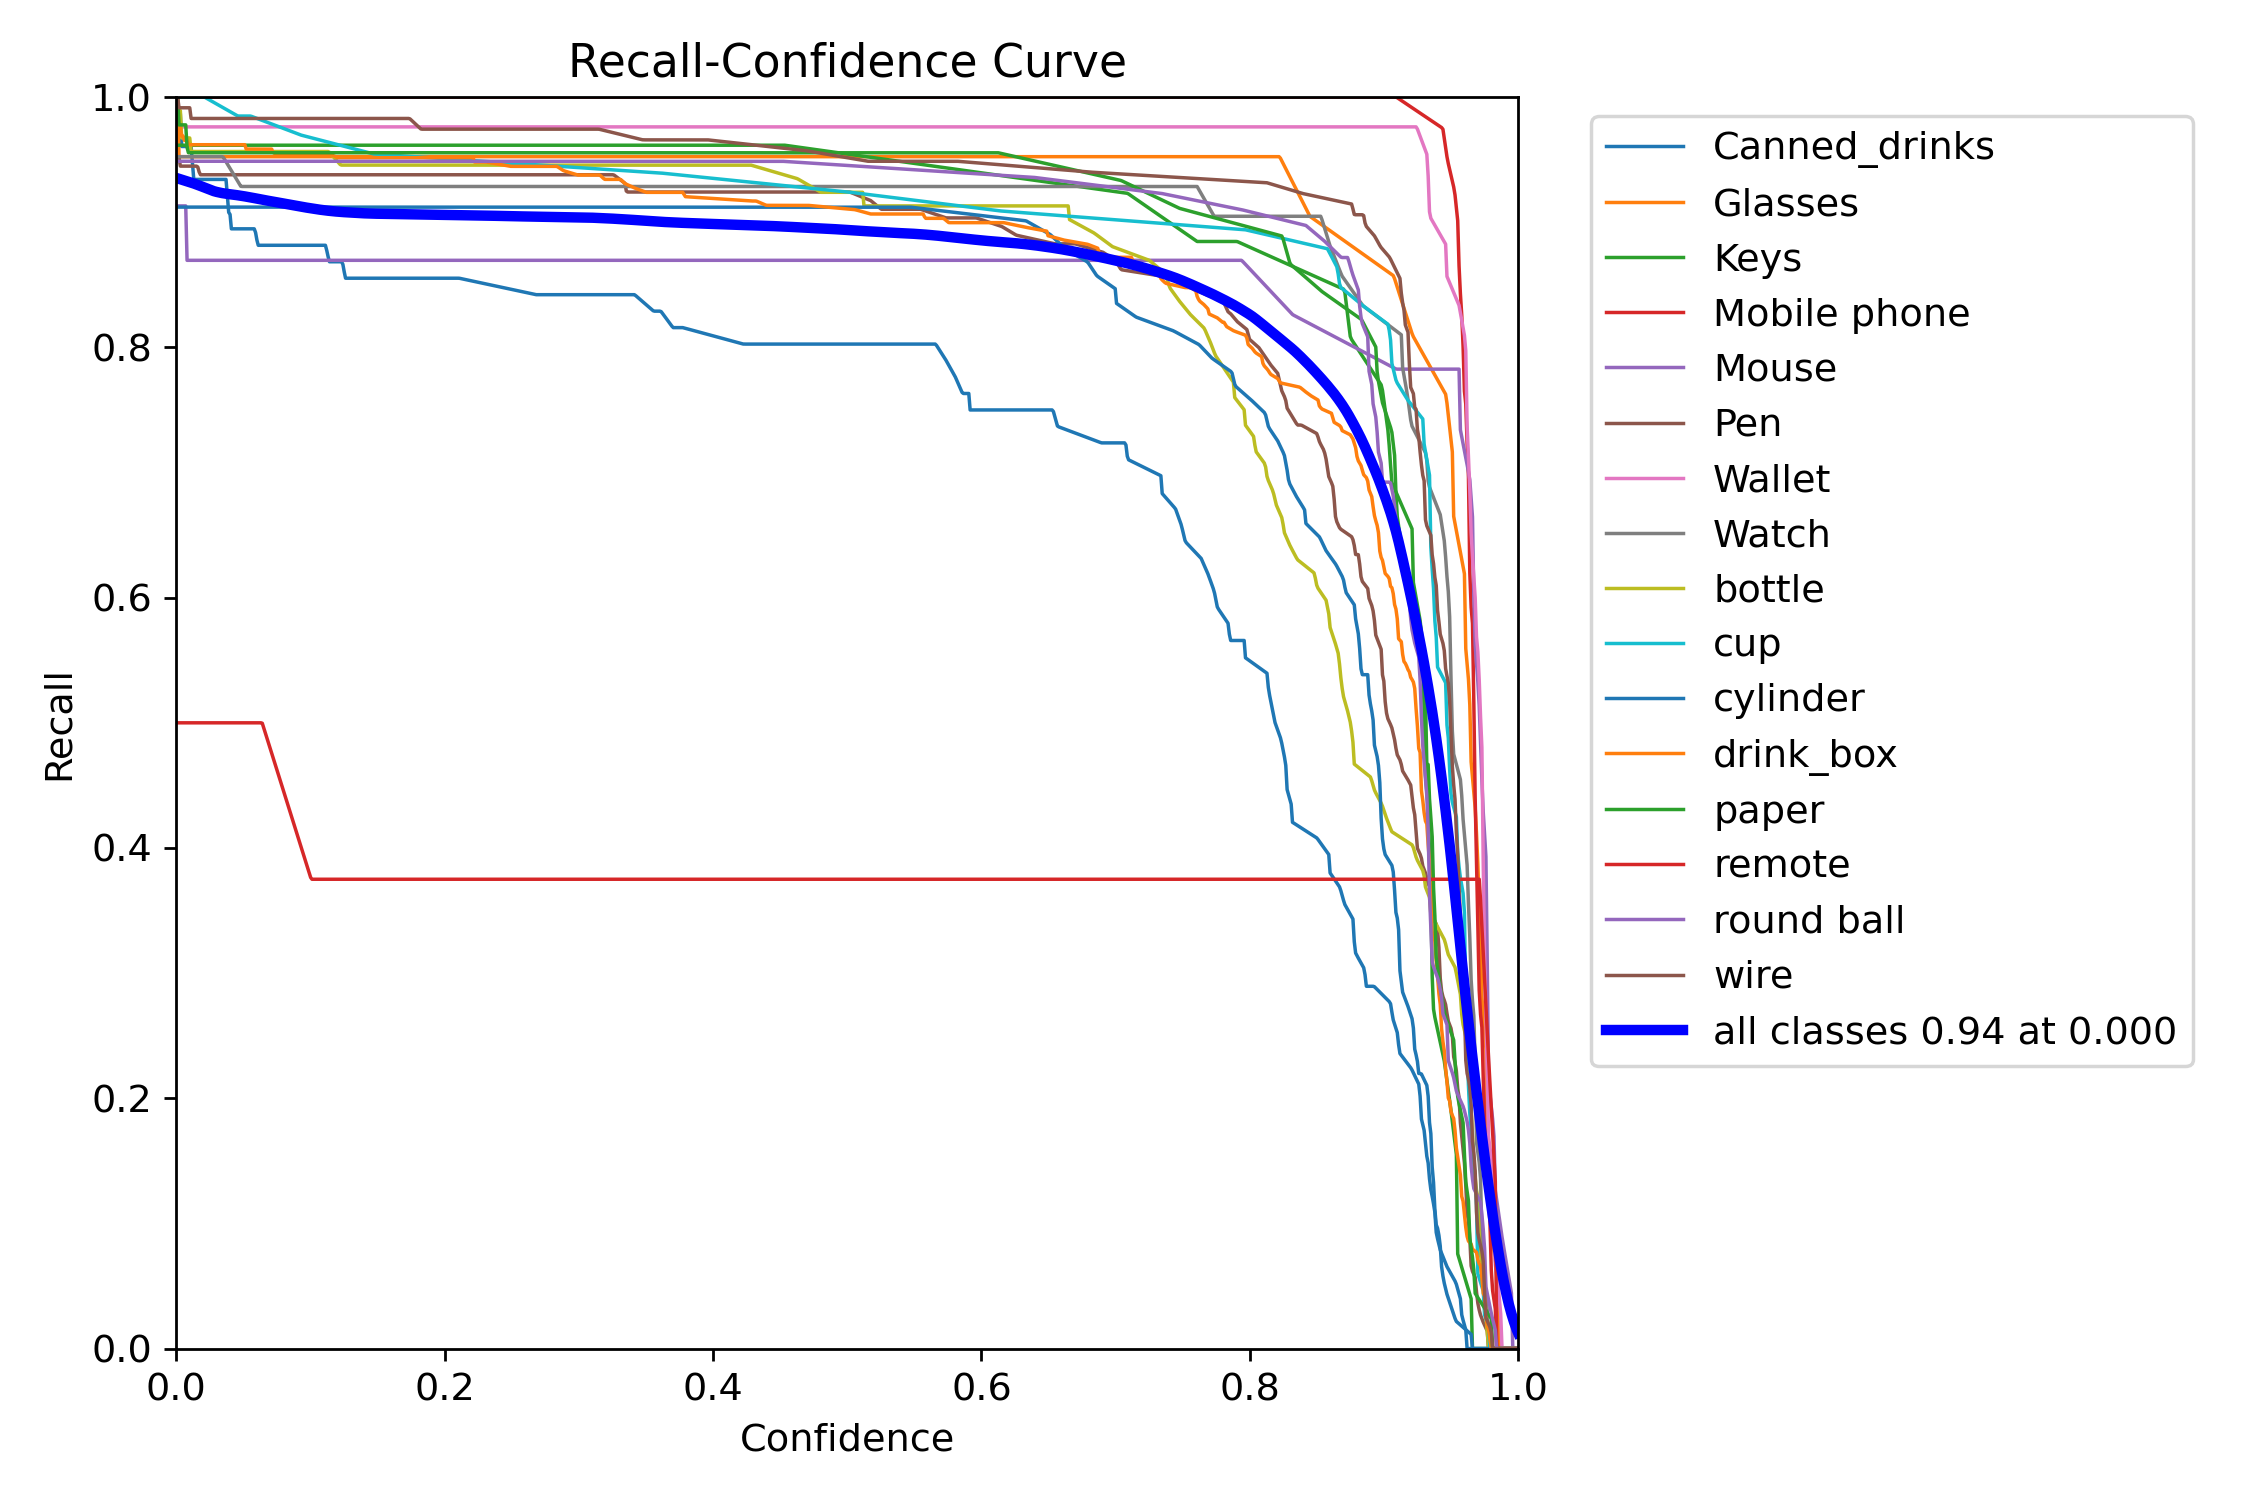 Recall-Confidence Curve
1.0
0.8
0.6
0.4
0.2
0.0
Recall
0.0 0.2 0.4 0.6 0.8 1.0
Confidence
Canned_drinks
Glasses
Keys
Mobile phone
Mouse
Pen
Wallet
Watch
bottle
cup
cylinder
drink_box
paper
remote
round ball
wire
all classes 0.94 at 0.000